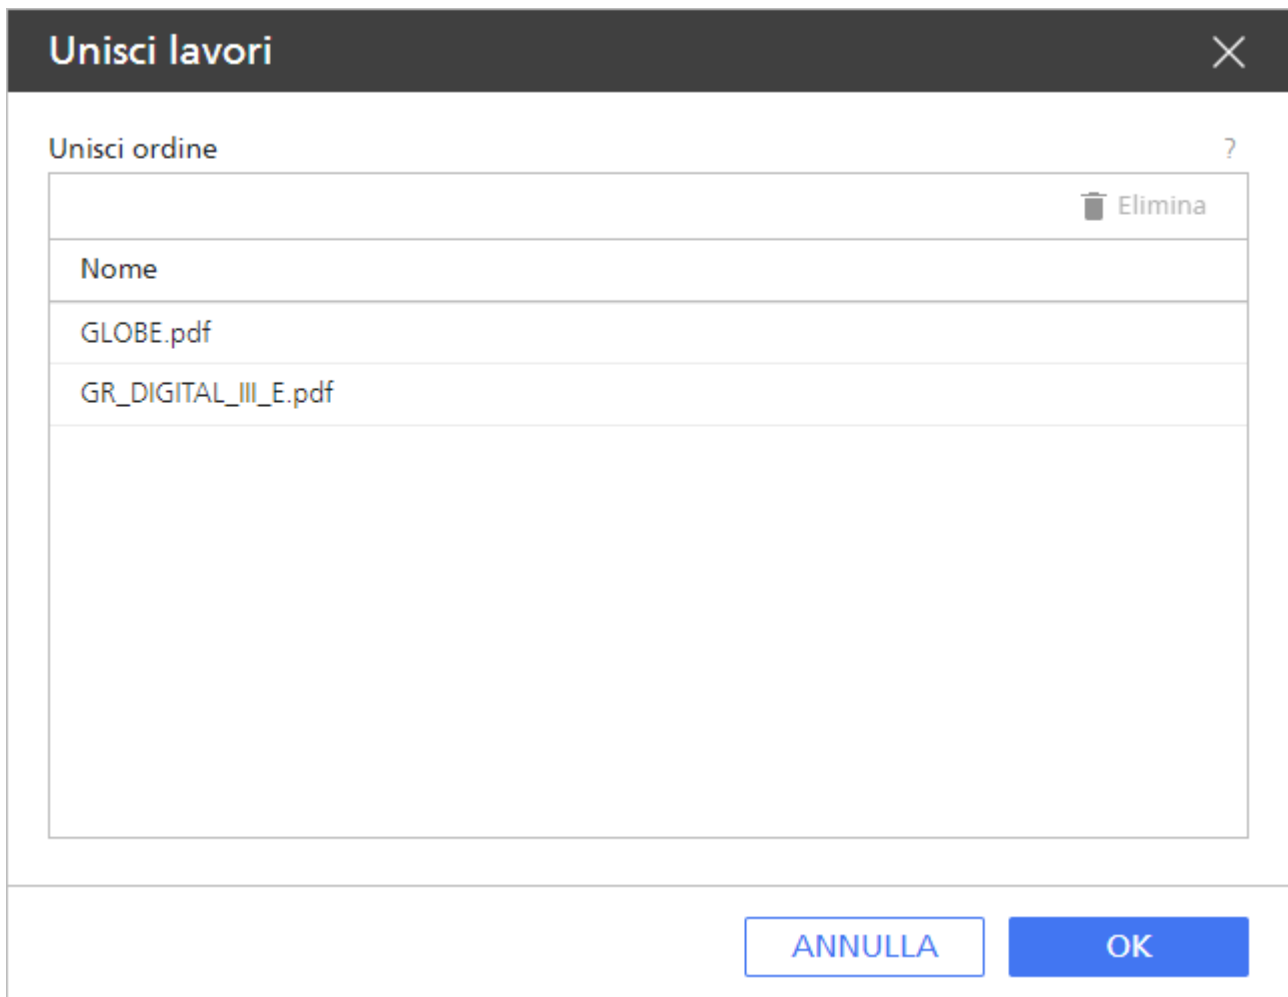 Unisci lavori
Unisci ordine ?
Elimina
Nome
GLOBE.pdf
GR_DIGITAL_III_E.pdf
ANNULLA OK